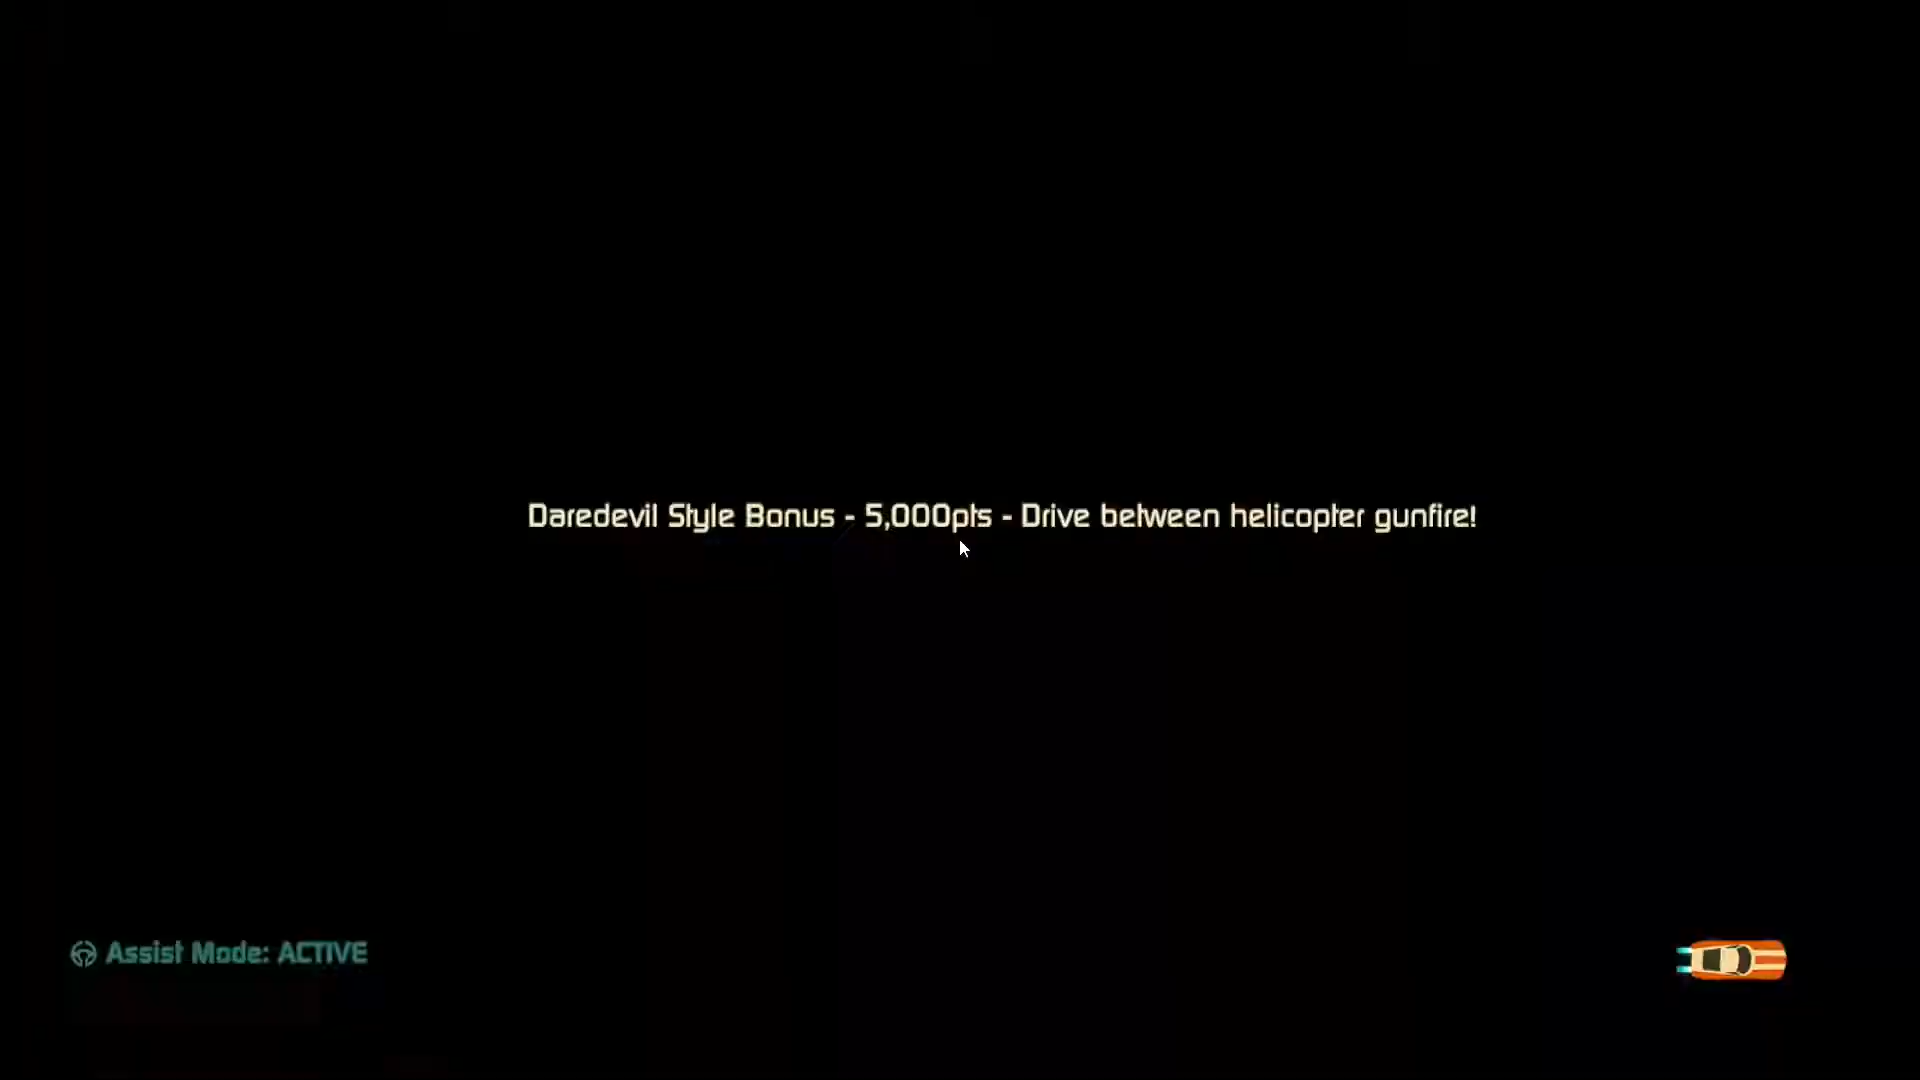 Daredevil Style Bonus - 5,000pts - Drive between helicopter gunfire!
Assist Mode: ACTIVE